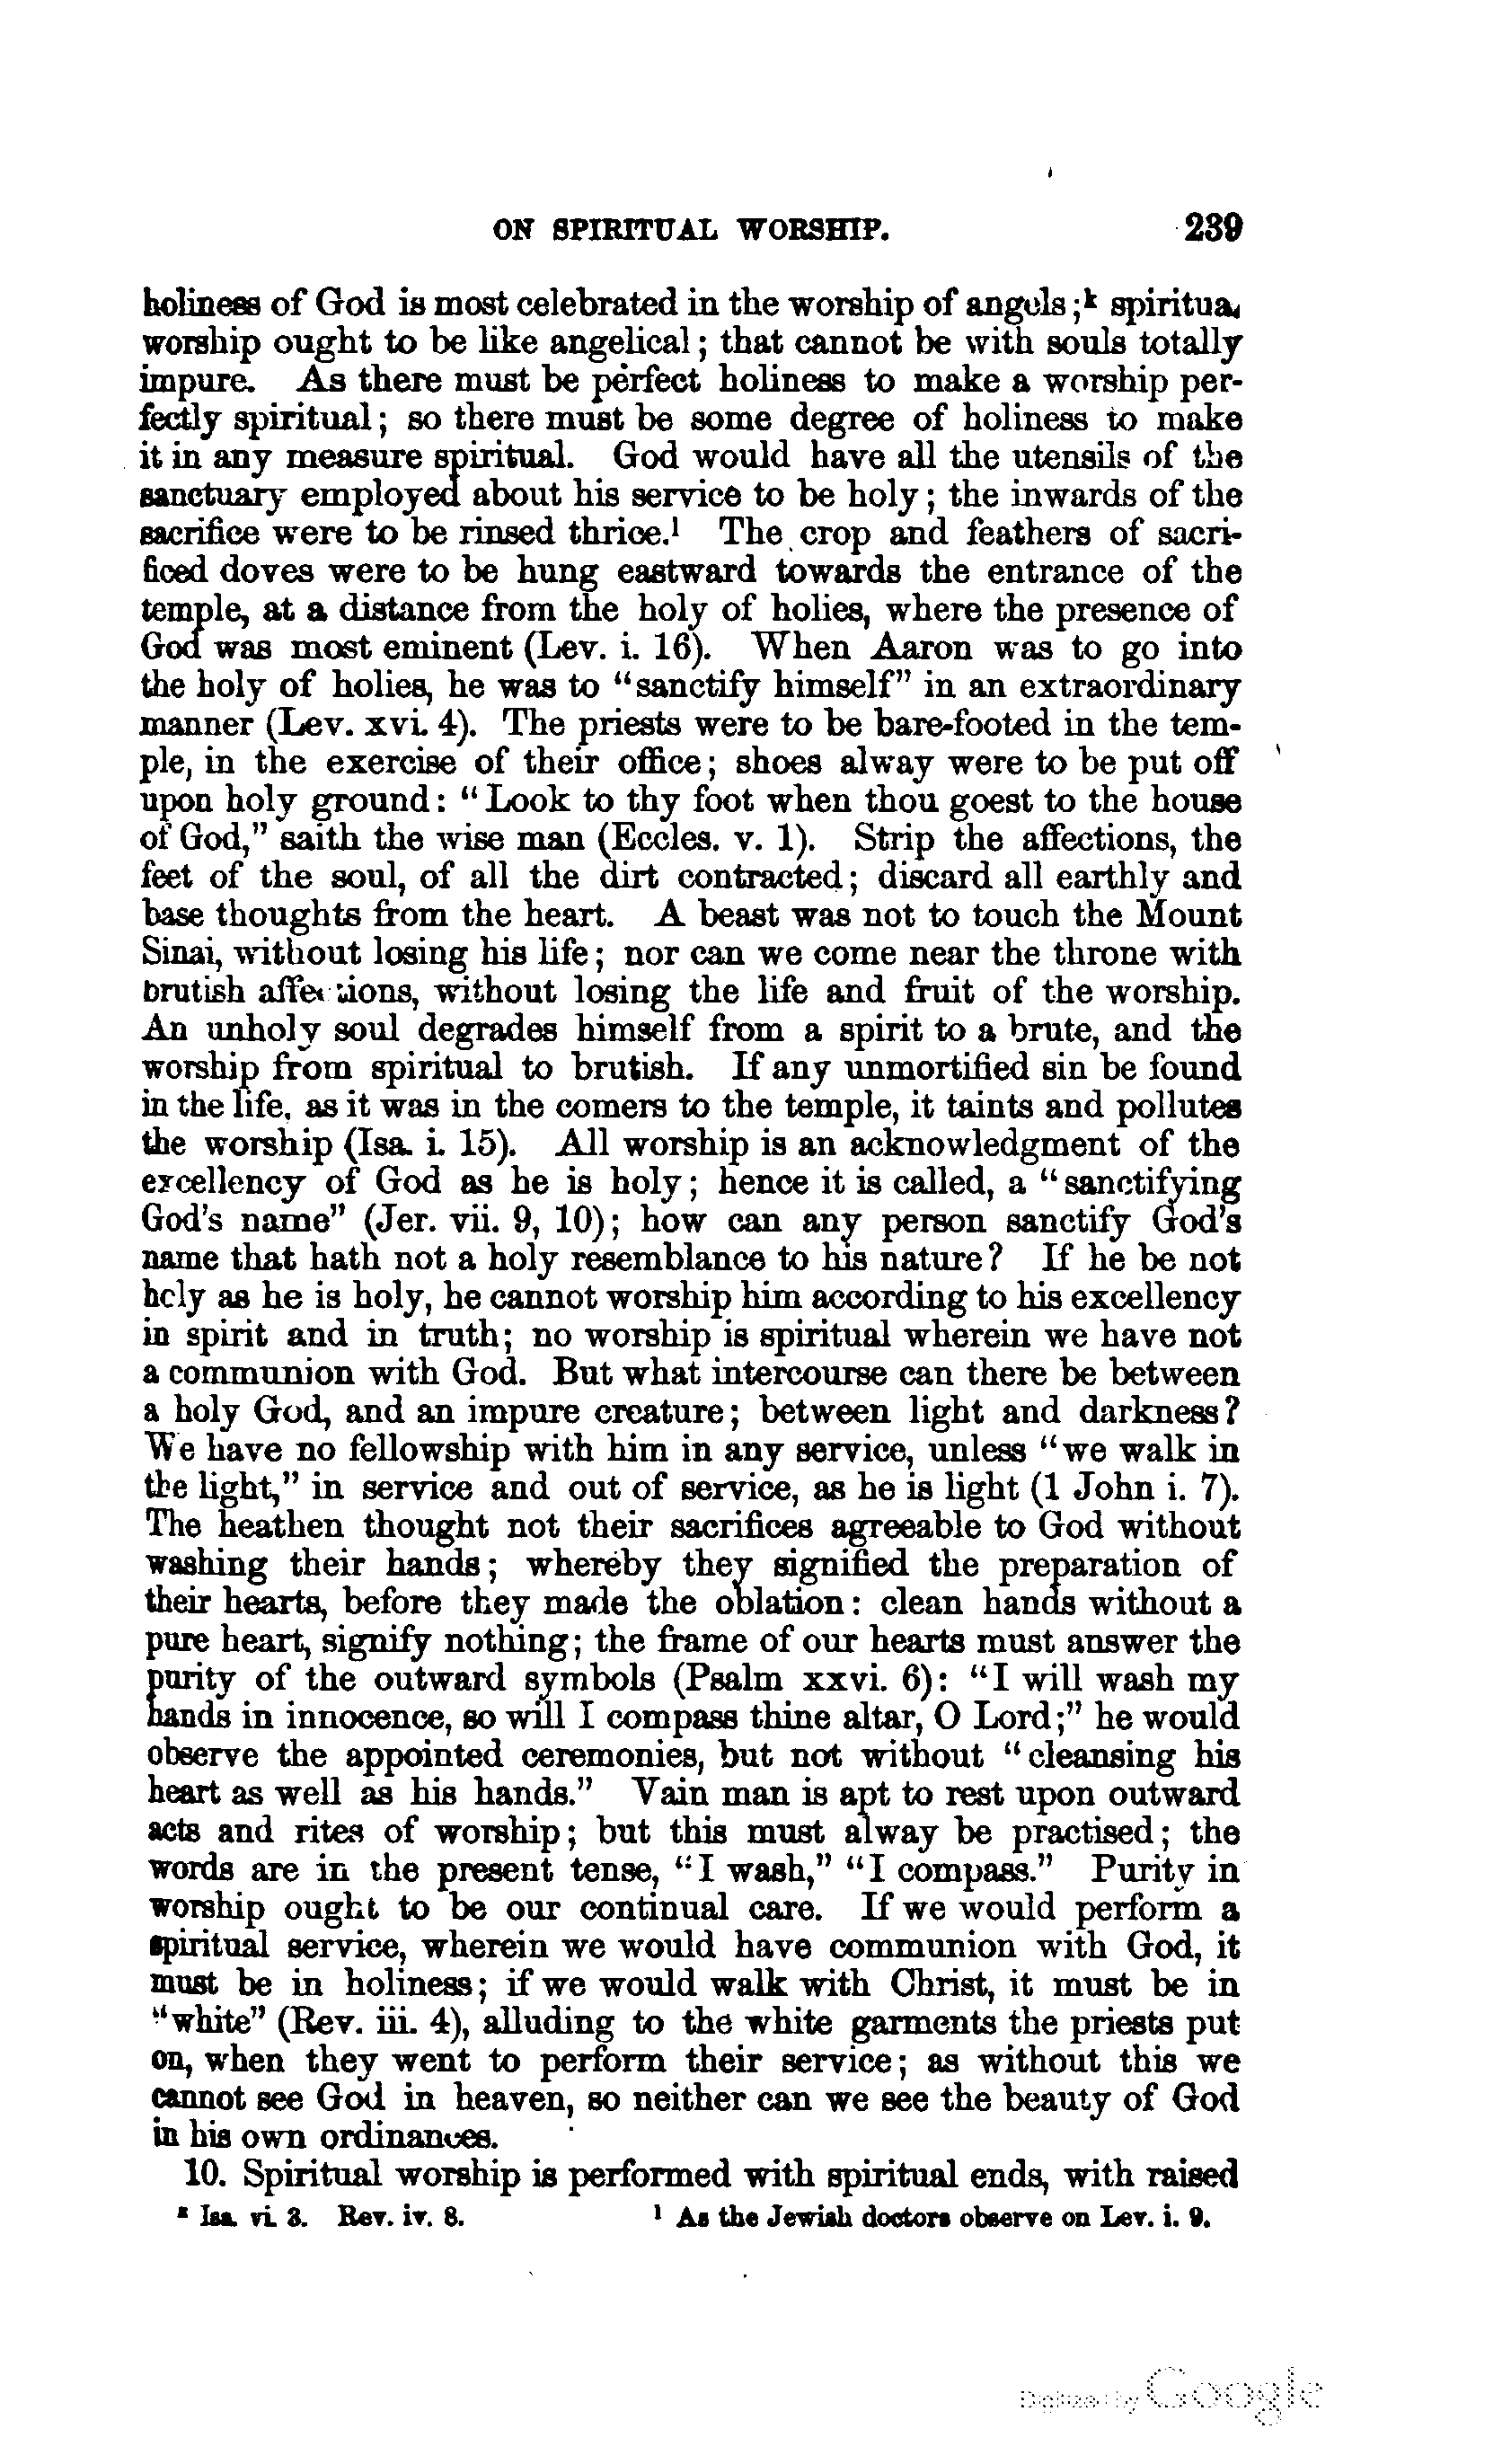 ON SPIRITUAL WORSHIP. 239
holiness of God is most celebrated in the worship of angels;ᵏ spiritual
worship ought to be like angelical; that cannot be with souls totally
impure. As there must be perfect holiness to make a worship per-
fectly spiritual; so there must be some degree of holiness to make
it in any measure spiritual. God would have all the utensils of the
sanctuary employed about his service to be holy; the inwards of the
sacrifice were to be rinsed thrice.¹ The crop and feathers of sacri-
ficed doves were to be hung eastward towards the entrance of the
temple, at a distance from the holy of holies, where the presence of
God was most eminent (Lev. i. 16). When Aaron was to go into
the holy of holies, he was to "sanctify himself" in an extraordinary
manner (Lev. xvi. 4). The priests were to be bare-footed in the tem-
ple, in the exercise of their office; shoes alway were to be put off
upon holy ground: "Look to thy foot when thou goest to the house
of God," saith the wise man (Eccles. v. 1). Strip the affections, the
feet of the soul, of all the dirt contracted; discard all earthly and
base thoughts from the heart. A beast was not to touch the Mount
Sinai, without losing his life; nor can we come near the throne with
brutish affections, without losing the life and fruit of the worship.
An unholy soul degrades himself from a spirit to a brute, and the
worship from spiritual to brutish. If any unmortified sin be found
in the life, as it was in the comers to the temple, it taints and pollutes
the worship (Isa. i. 15). All worship is an acknowledgment of the
excellency of God as he is holy; hence it is called, a "sanctifying
God's name" (Jer. vii. 9, 10); how can any person sanctify God's
name that hath not a holy resemblance to his nature? If he be not
holy as he is holy, he cannot worship him according to his excellency
in spirit and in truth; no worship is spiritual wherein we have not
a communion with God. But what intercourse can there be between
a holy God, and an impure creature; between light and darkness?
We have no fellowship with him in any service, unless "we walk in
the light," in service and out of service, as he is light (1 John i. 7).
The heathen thought not their sacrifices agreeable to God without
washing their hands; whereby they signified the preparation of
their hearts, before they made the oblation: clean hands without a
pure heart, signify nothing; the frame of our hearts must answer the
purity of the outward symbols (Psalm xxvi. 6): "I will wash my
hands in innocence, so will I compass thine altar, O Lord;" he would
observe the appointed ceremonies, but not without "cleansing his
heart as well as his hands." Vain man is apt to rest upon outward
acts and rites of worship; but this must alway be practised; the
words are in the present tense, "I wash," "I compass." Purity in
worship ought to be our continual care. If we would perform a
spiritual service, wherein we would have communion with God, it
must be in holiness; if we would walk with Christ, it must be in
"white" (Rev. iii. 4), alluding to the white garments the priests put
on, when they went to perform their service; as without this we
cannot see God in heaven, so neither can we see the beauty of God
in his own ordinances.
10. Spiritual worship is performed with spiritual ends, with raised
ᵏ Isa. vi. 3. Rev. iv. 8. ¹ As the Jewish doctors observe on Lev. i. 9.
Digitized by Google